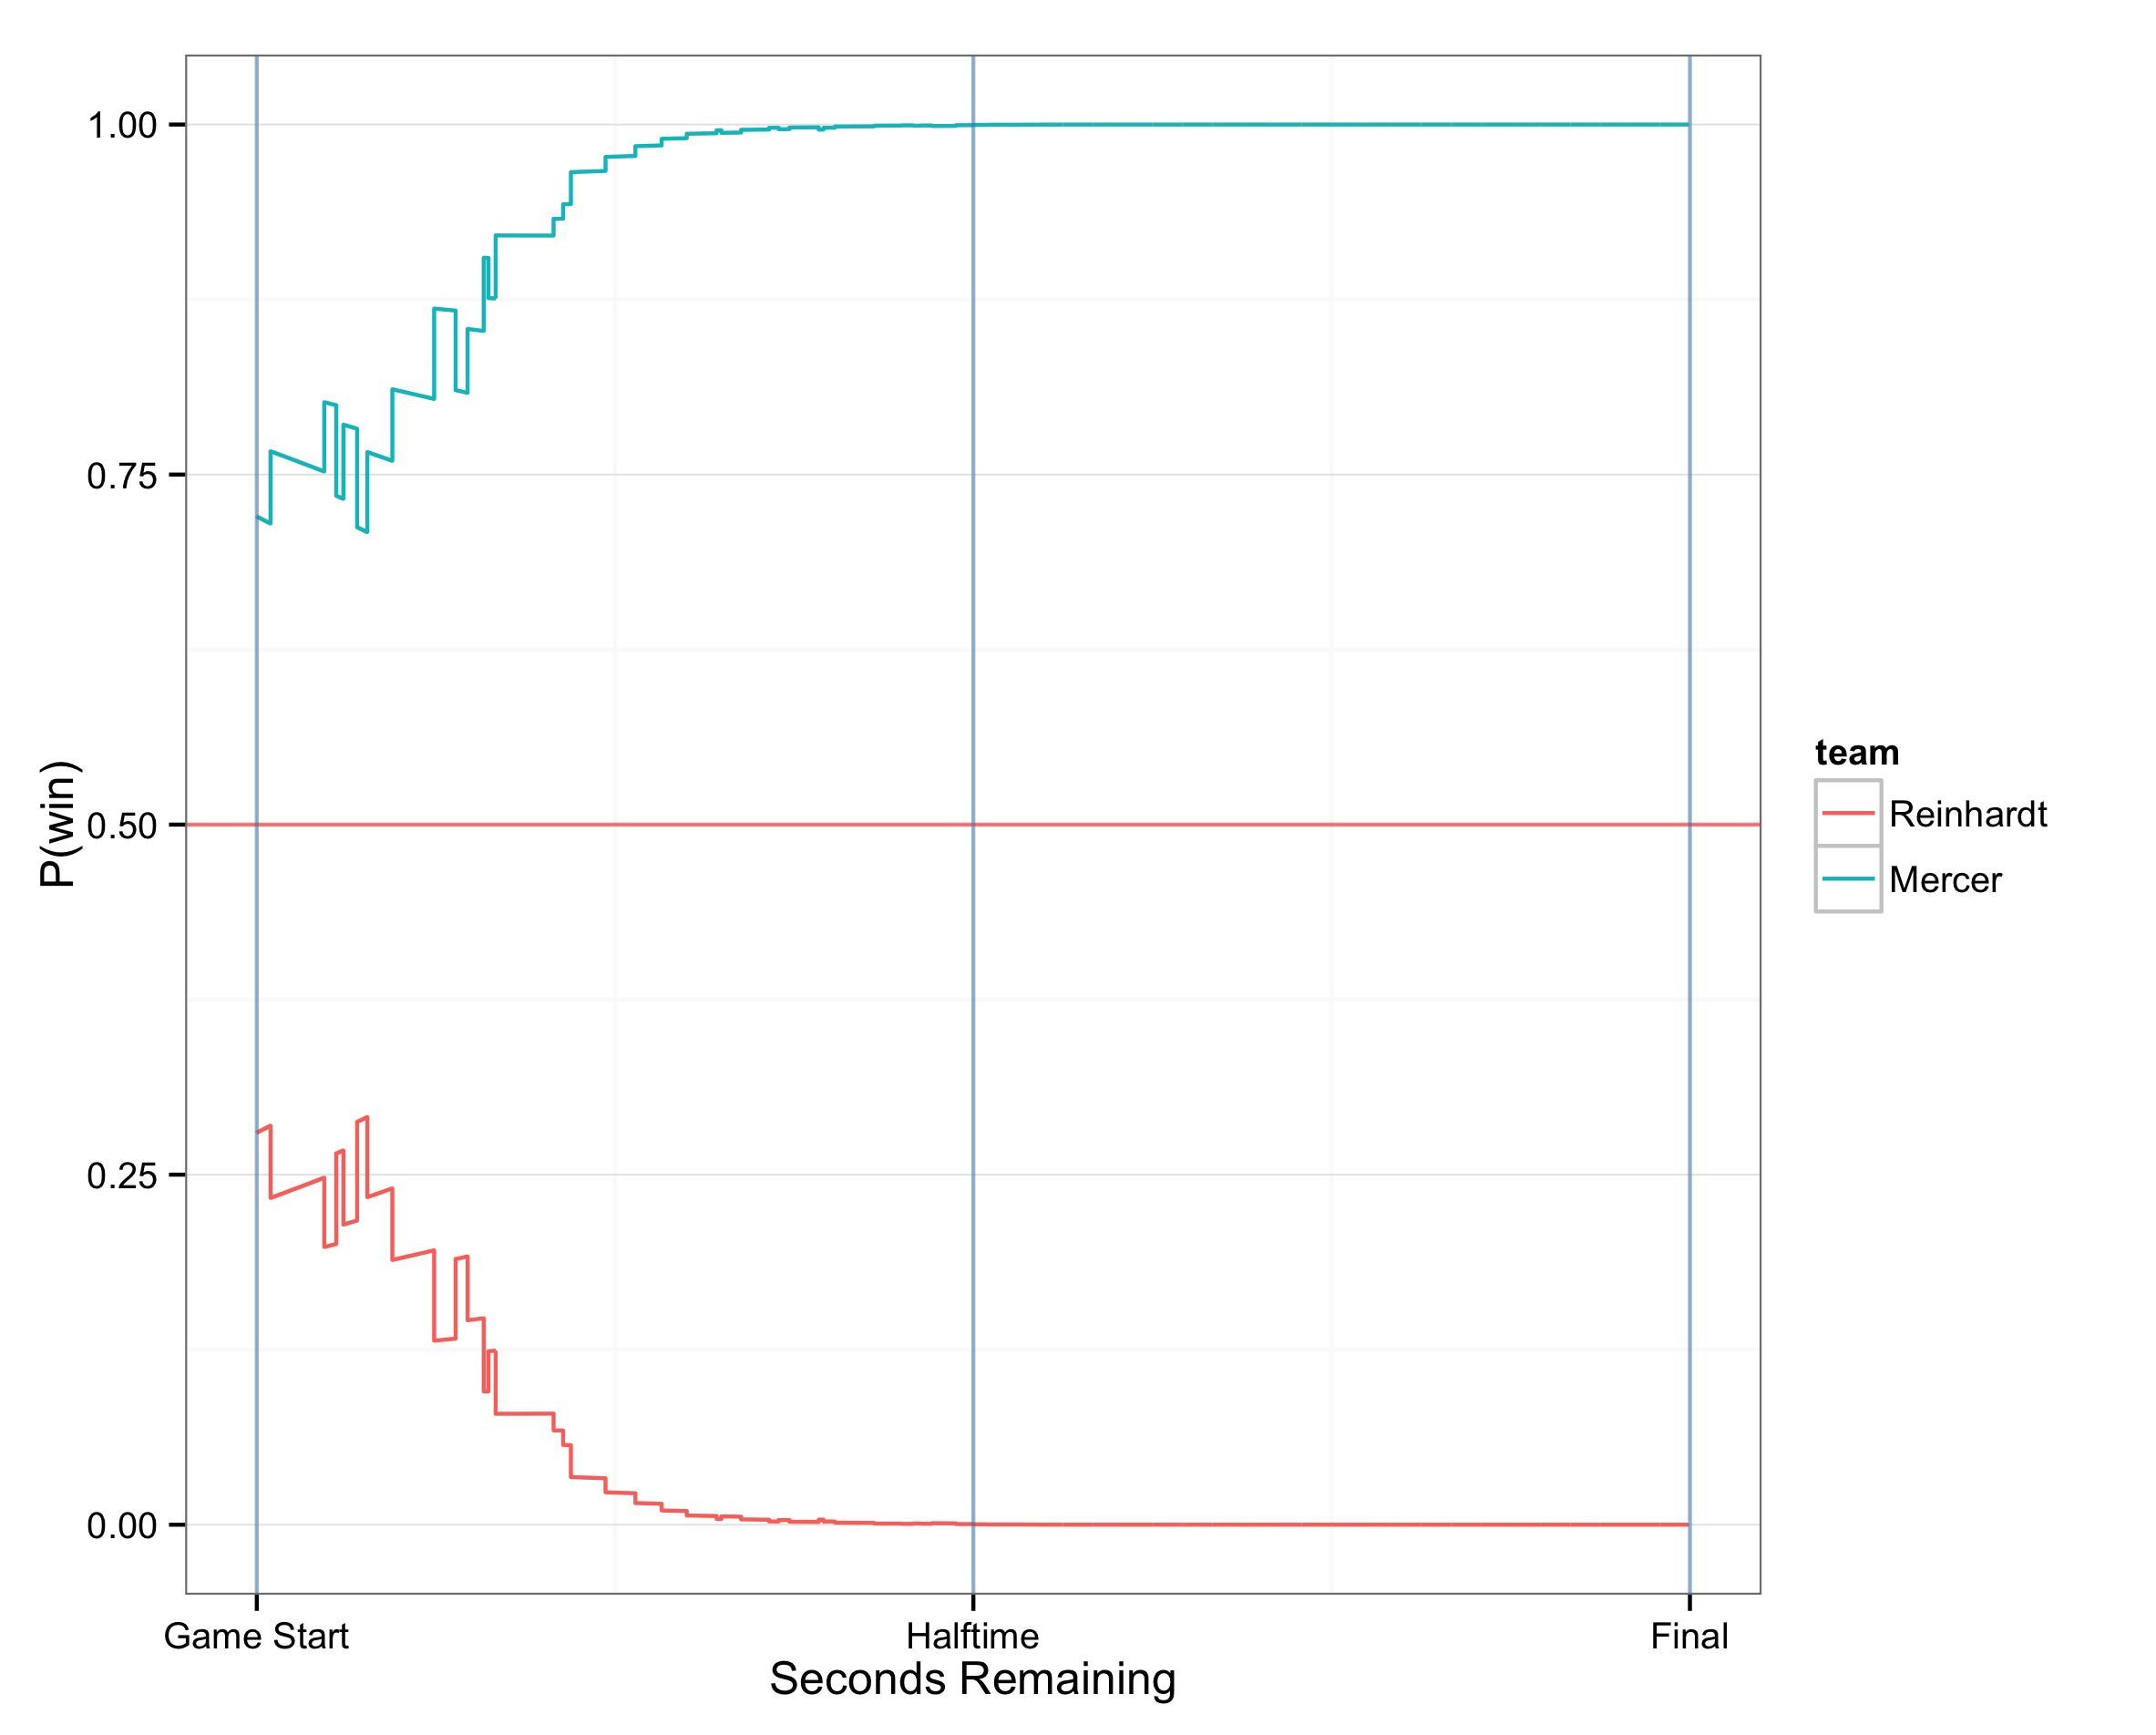 1.00
0.75
0.50
0.25
0.00
P(win)
Game Start
Halftime
Final
Seconds Remaining
team
Reinhardt
Mercer